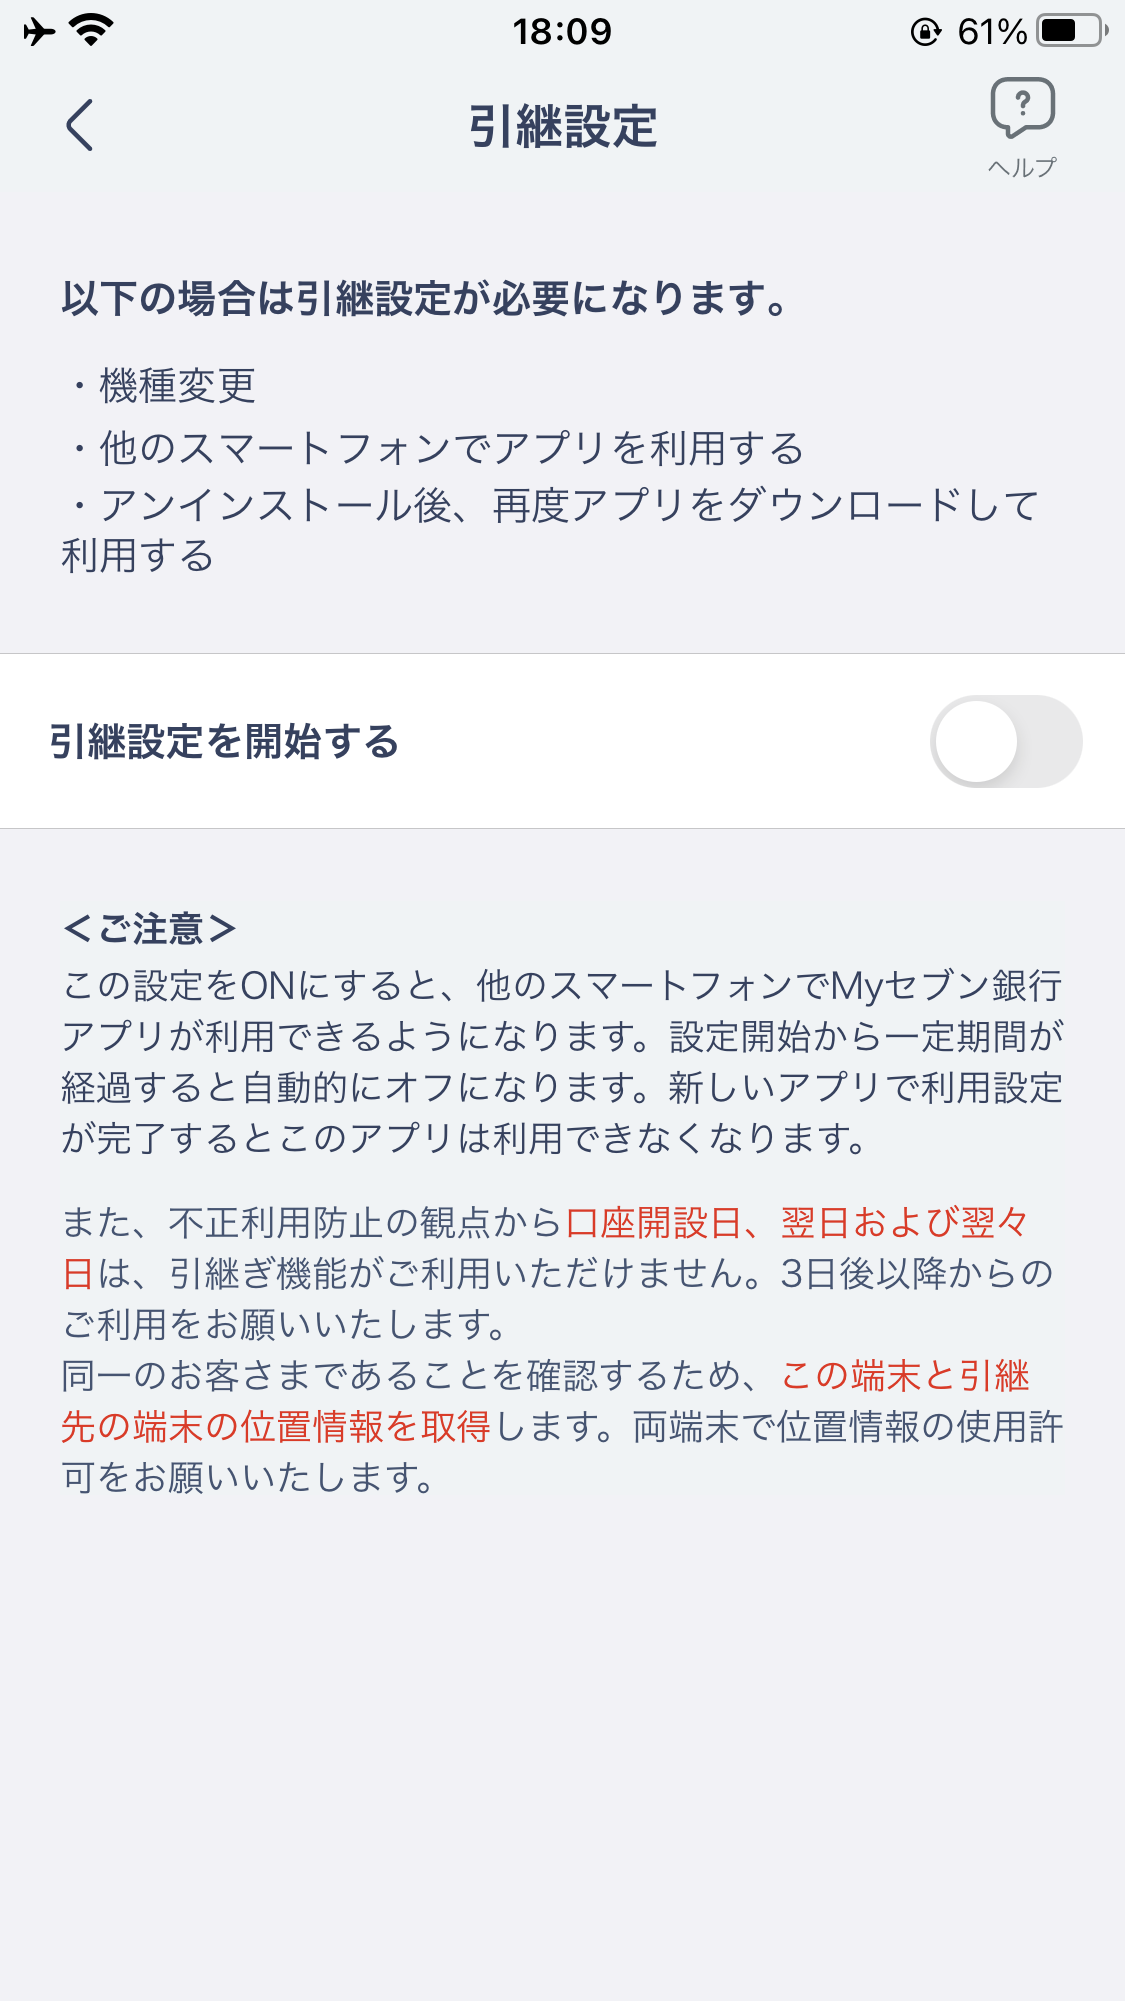 18:09
61%
引継設定
ヘルプ
以下の場合は引継設定が必要になります。
・機種変更
・他のスマートフォンでアプリを利用する
・アンインストール後、再度アプリをダウンロードして
利用する
引継設定を開始する
＜ご注意＞
この設定をONにすると、他のスマートフォンでMyセブン銀行
アプリが利用できるようになります。設定開始から一定期間が
経過すると自動的にオフになります。新しいアプリで利用設定
が完了するとこのアプリは利用できなくなります。
また、不正利用防止の観点から口座開設日、翌日および翌々
日は、引継ぎ機能がご利用いただけません。3日後以降からの
ご利用をお願いいたします。
同一のお客さまであることを確認するため、この端末と引継
先の端末の位置情報を取得します。両端末で位置情報の使用許
可をお願いいたします。